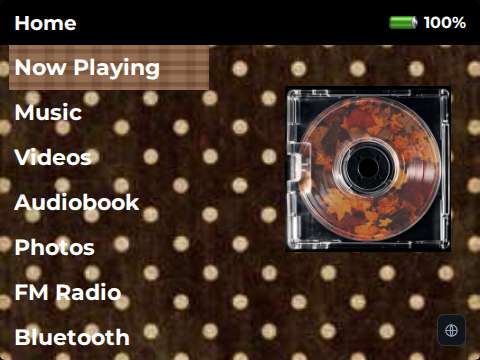 Home
100%
Now Playing
Music
Videos
Audiobook
Photos
FM Radio
Bluetooth